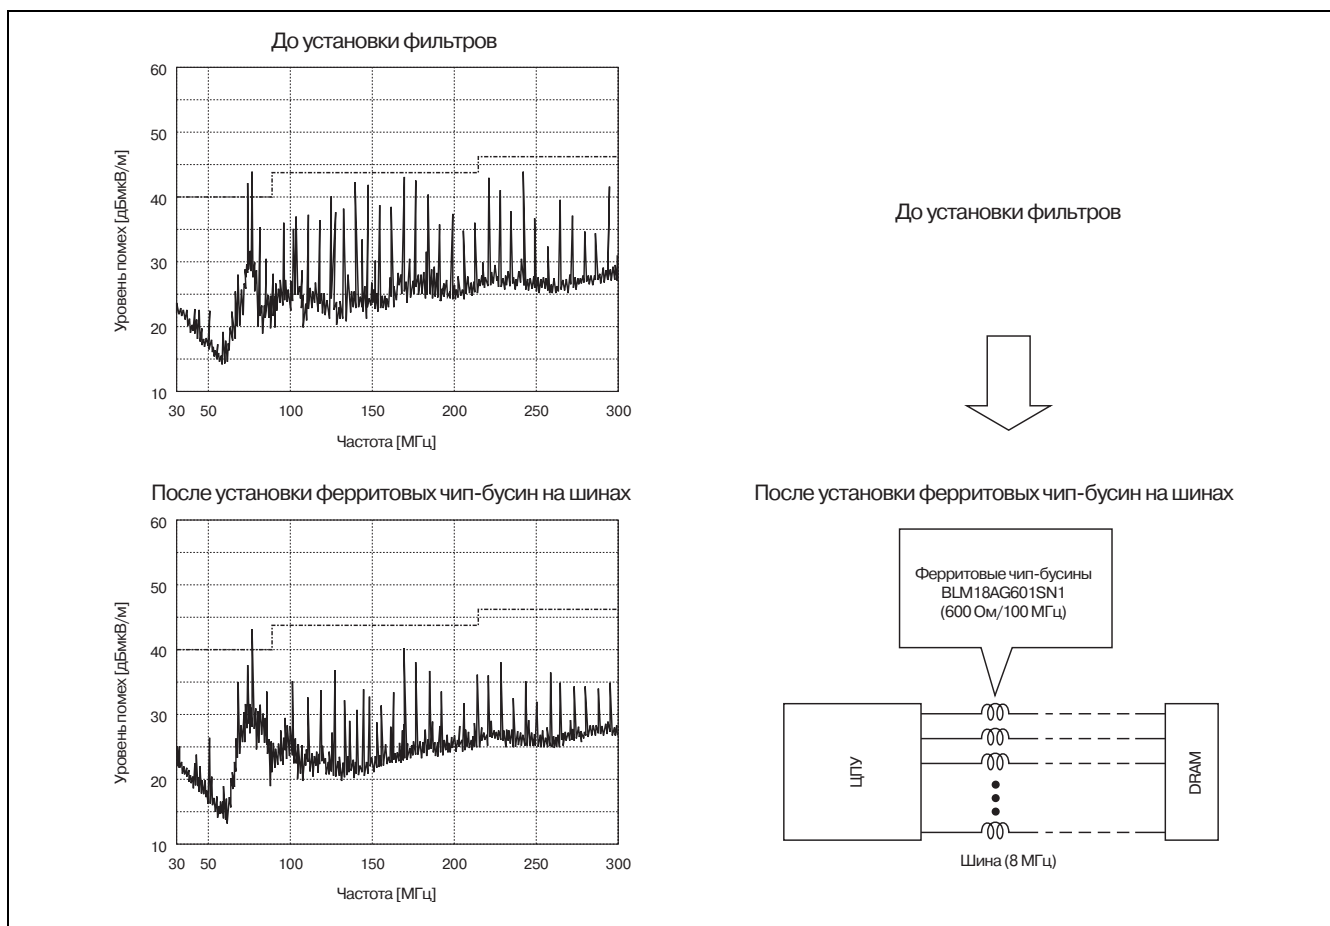 До установки фильтров
60
50
40
30
20
10
Уровень помех [дБмкВ/м]
30 50 100 150 200 250 300
Частота [МГц]
До установки фильтров
После установки ферритовых чип-бусин на шинах
60
50
40
30
20
10
Уровень помех [дБмкВ/м]
30 50 100 150 200 250 300
Частота [МГц]
После установки ферритовых чип-бусин на шинах
Ферритовые чип-бусины
BLM18AG601SN1
(600 Ом/100 МГц)
ЦПУ
DRAM
Шина (8 МГц)